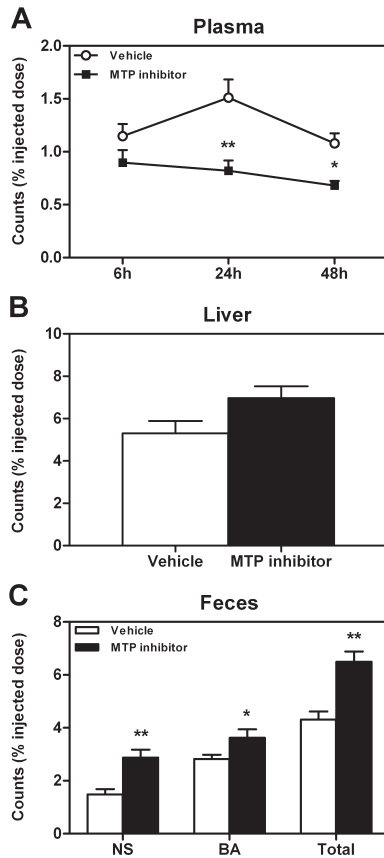 A
Plasma
Vehicle
MTP inhibitor
Counts (% injected dose)
2.0
1.5
1.0
0.5
0.0
**
*
6h
24h
48h
B
Liver
Counts (% injected dose)
10
8
6
4
2
0
Vehicle
MTP inhibitor
C
Feces
Vehicle
MTP inhibitor
Counts (% injected dose)
8
6
4
2
0
**
*
**
NS
BA
Total